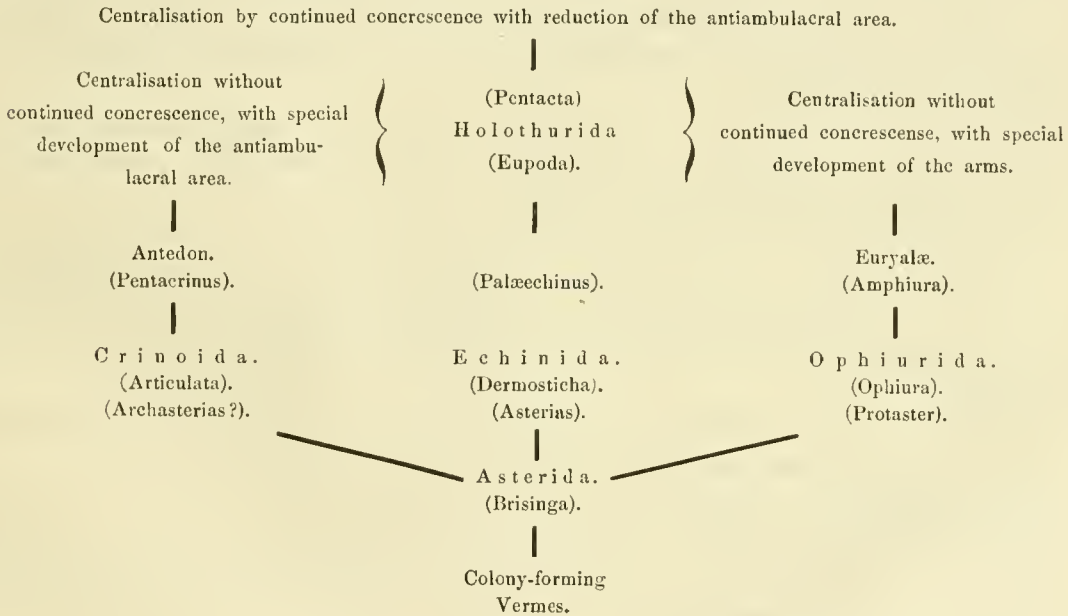 Centralisation by continued concrescence with reduction of the antiambulacral area.
Centralisation without
continued concrescence, with special
development of the antiambu-
lacral area.
(Pentacta)
Holothurida
(Eupoda).
Centralisation without
continued concrescense, with special
development of the arms.
Antedon.
(Pentacrinus).
(Palæechinus).
Euryalæ.
(Amphiura).
Crinoida.
(Articulata).
(Archasterias?).
Echinida.
(Dermosticha).
(Asterias).
Ophiurida.
(Ophiura).
(Protaster).
Asterida.
(Brisinga).
Colony-forming
Vermes.